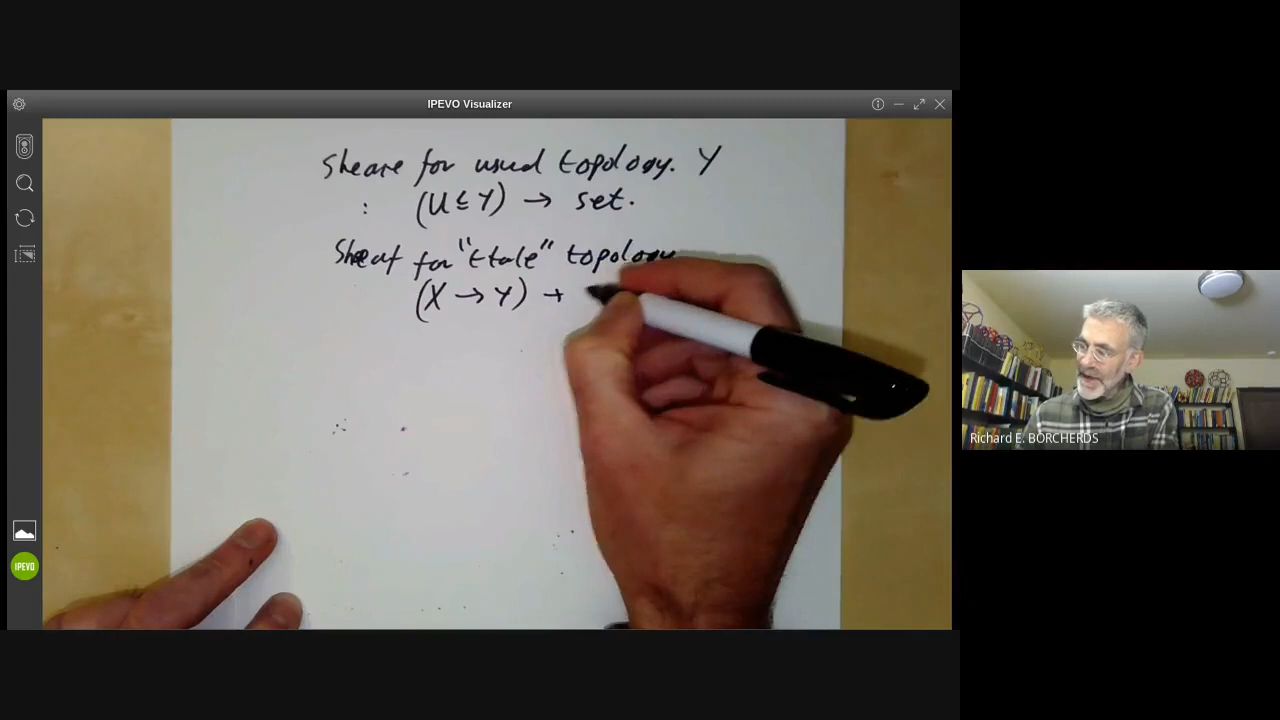 IPEVO Visualizer
Sheare for usual topology. Y
: (U ≤ Y) → set.
Sheaf for "etale" topology
(X → Y) →
IPEVO
Richard E. BORCHERDS